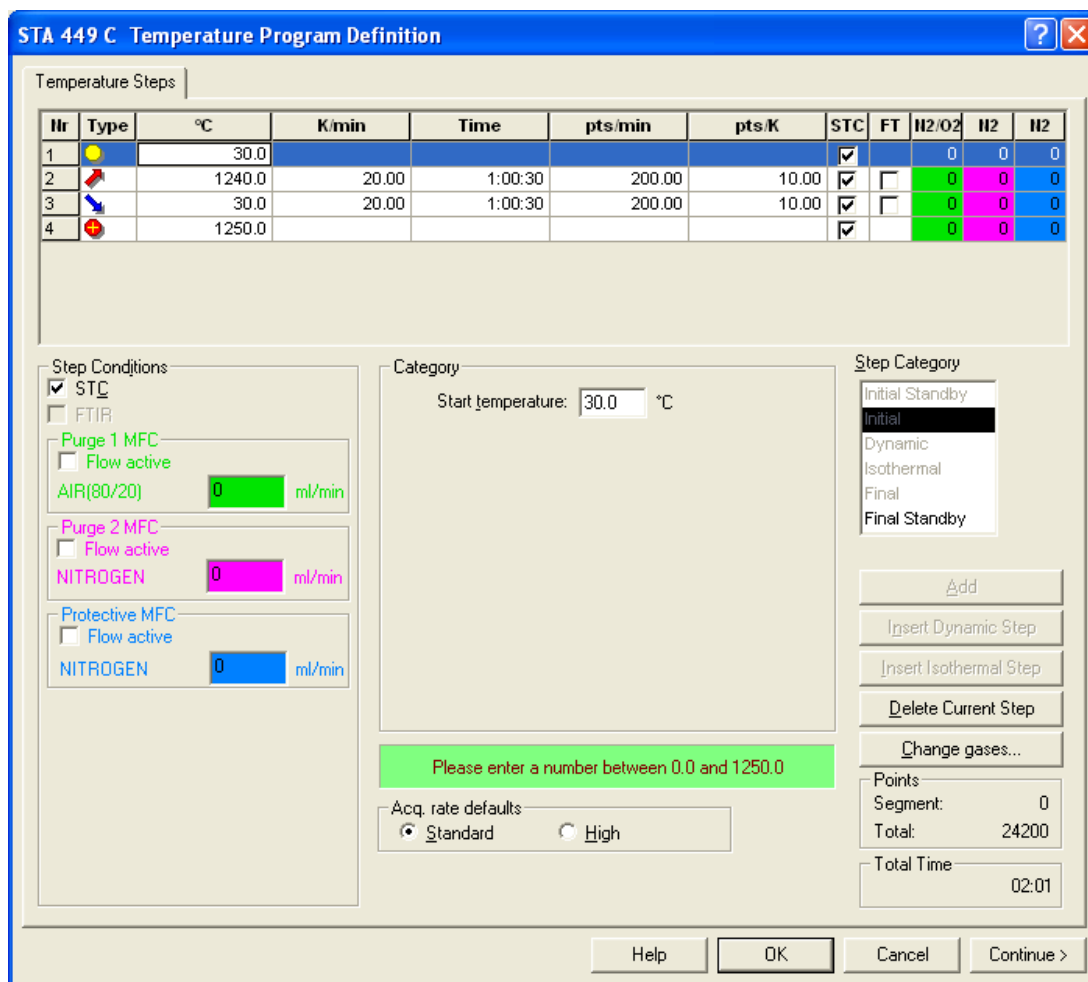 STA 449 C Temperature Program Definition
Temperature Steps
Nr Type °C K/min Time pts/min pts/K STC FT N2/O2 N2 N2
1 30.0 0 0 0
2 1240.0 20.00 1:00:30 200.00 10.00 0 0 0
3 30.0 20.00 1:00:30 200.00 10.00 0 0 0
4 1250.0 0 0 0
Step Conditions
STC
FTIR
Purge 1 MFC
Flow active
AIR(80/20) 0 ml/min
Purge 2 MFC
Flow active
NITROGEN 0 ml/min
Protective MFC
Flow active
NITROGEN 0 ml/min
Category
Start temperature: 30.0 °C
Please enter a number between 0.0 and 1250.0
Acq. rate defaults
Standard High
Step Category
Initial Standby
Initial
Dynamic
Isothermal
Final
Final Standby
Add
Insert Dynamic Step
Insert Isothermal Step
Delete Current Step
Change gases...
Points
Segment: 0
Total: 24200
Total Time
02:01
Help OK Cancel Continue >